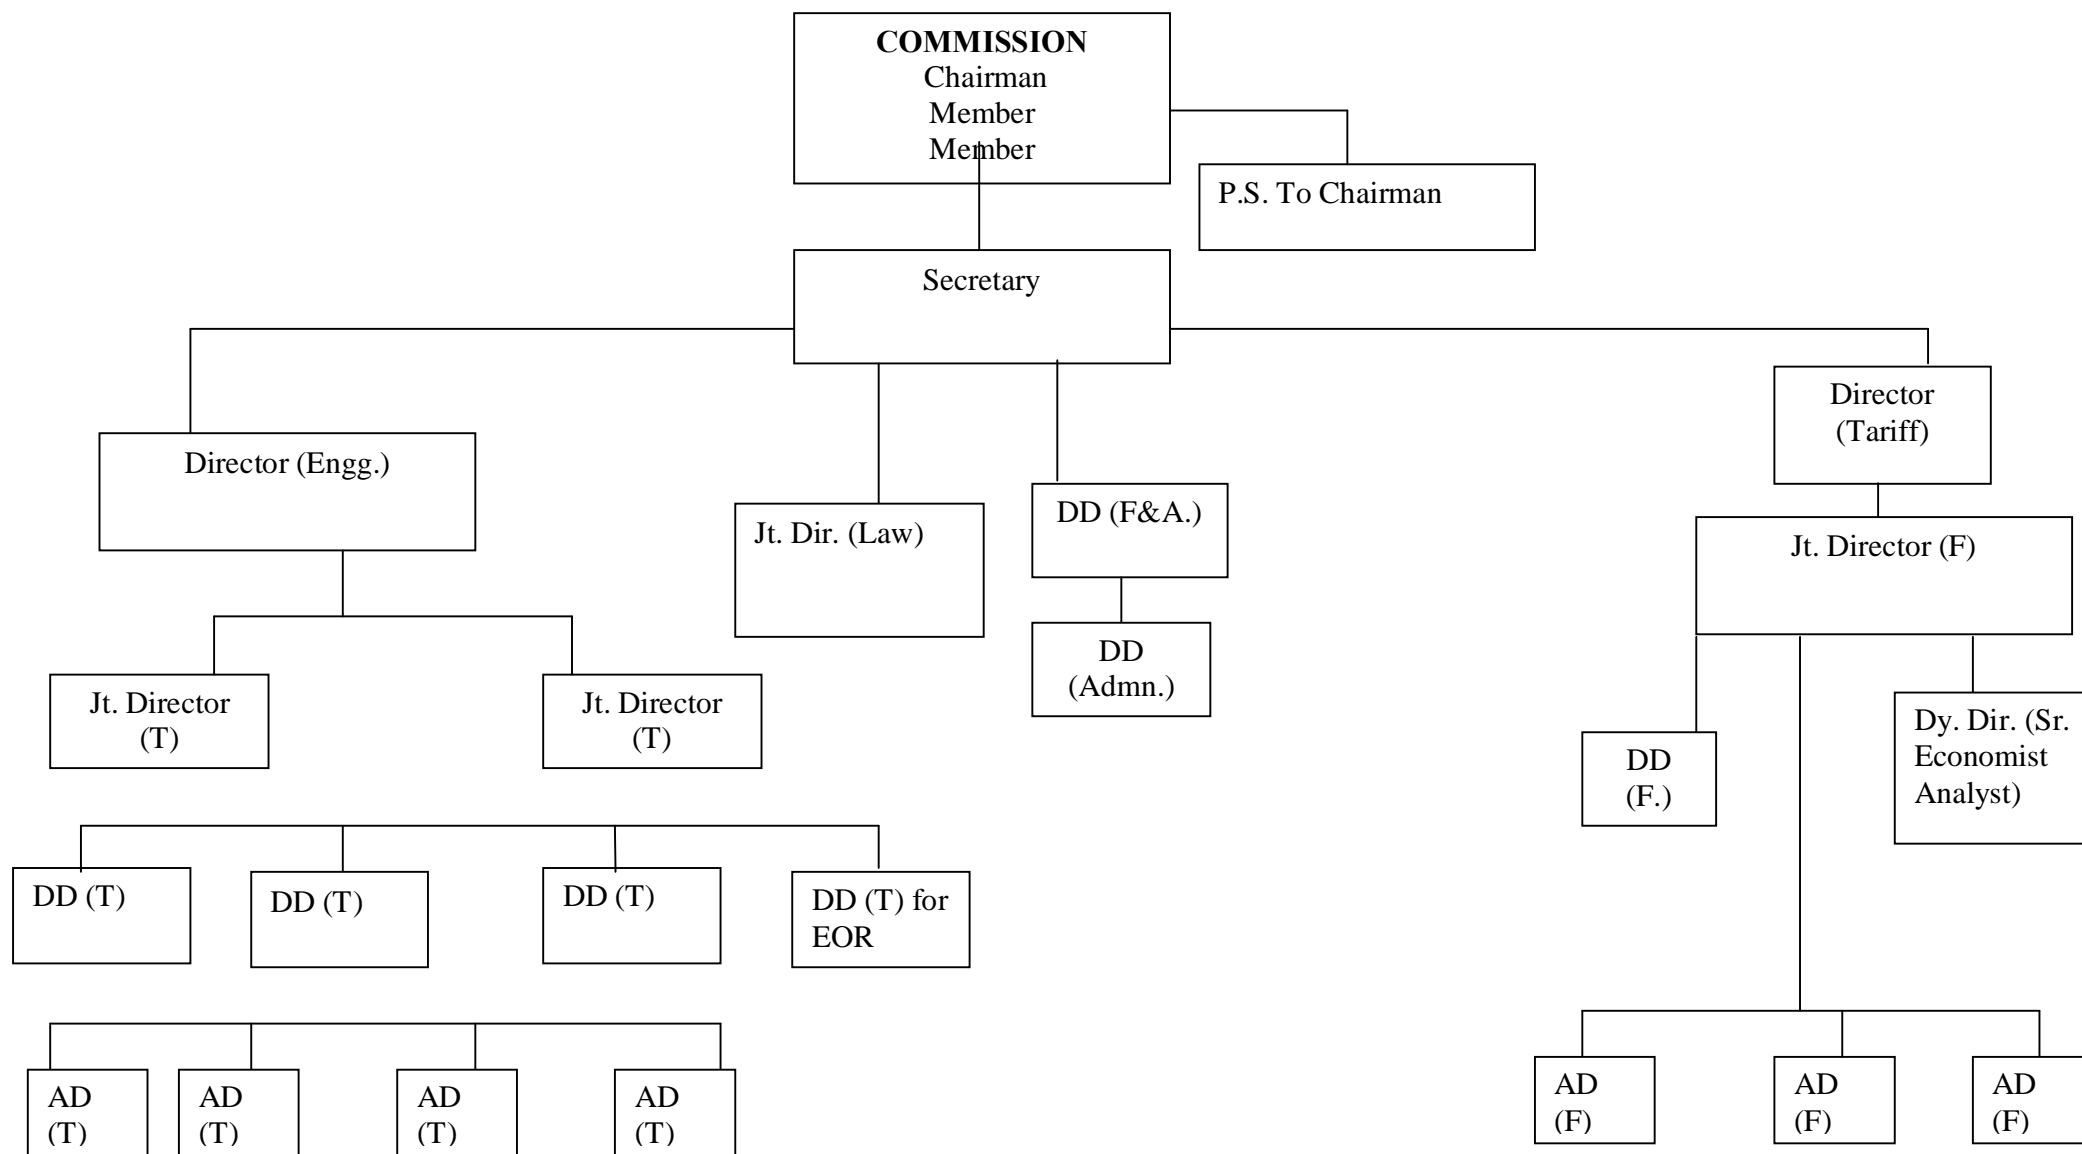 COMMISSION
Chairman
Member
Member
P.S. To Chairman
Secretary
Director
(Tariff)
Director (Engg.)
DD (F&A.)
Jt. Dir. (Law)
Jt. Director (F)
DD
(Admn.)
Jt. Director
(T)
Jt. Director
(T)
Dy. Dir. (Sr.
Economist
Analyst)
DD
(F.)
DD (T)
DD (T)
DD (T)
DD (T) for
EOR
AD
(T)
AD
(T)
AD
(T)
AD
(T)
AD
(F)
AD
(F)
AD
(F)